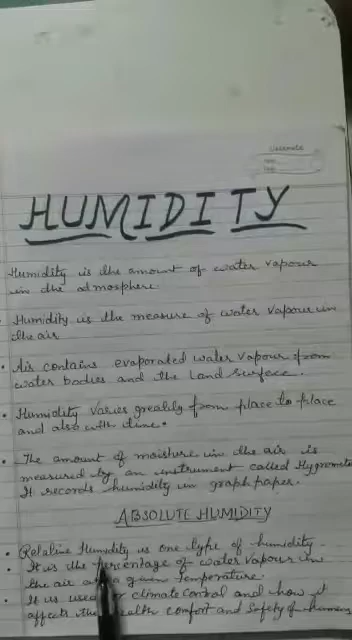 Classmate
HUMIDITY
Humidity is the amount of water vapour
in the atmosphere
• Humidity is the measure of water vapour in
the air
• Air contains evaporated water vapour from
water bodies and the Land Surface.
• Humidity varies greatly from place to place
and also with time.
• The amount of moisture in the air is
measured by an instrument called Hygromete
It records humidity in graph paper.
ABSOLUTE HUMIDITY
• Relative Humidity is one type of humidity.
• It is the percentage of water vapour in
the air at a given temperature.
• It is used for climate control and how it
affects the health comfort and safety of humans